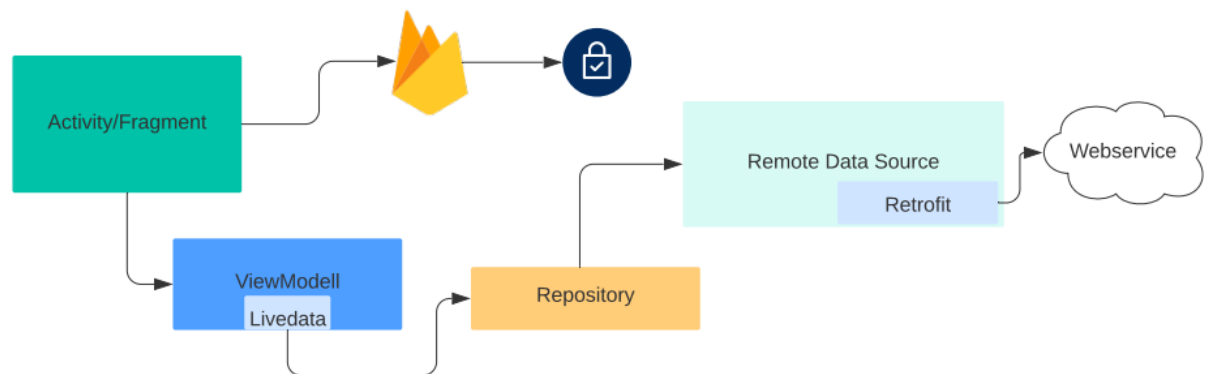 Activity/Fragment
Remote Data Source
Webservice
Retrofit
ViewModell
Livedata
Repository